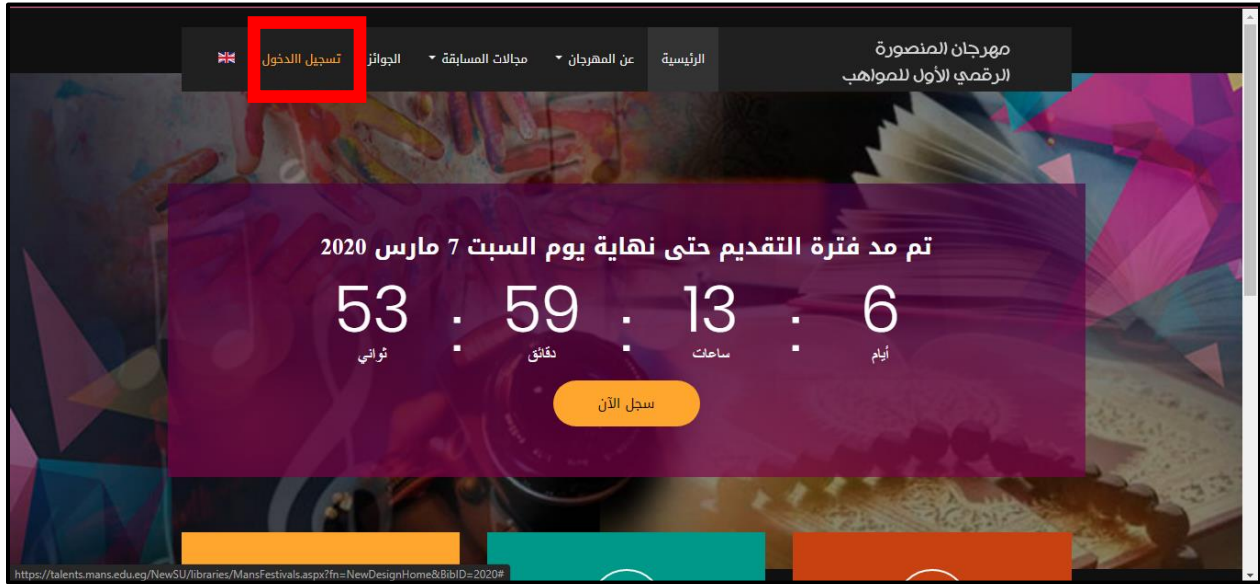 مهرجان المنصورة
الرقمي الأول للمواهب
الرئيسية عن المهرجان مجالات المسابقة الجوائز تسجيل االدخول
تم مد فترة التقديم حتى نهاية يوم السبت 7 مارس 2020
6 : 13 : 59 : 53
أيام ساعات دقائق ثواني
سجل الآن
https://talents.mans.edu.eg/NewSU/libraries/MansFestivals.aspx?fn=NewDesignHome&BibID=2020#